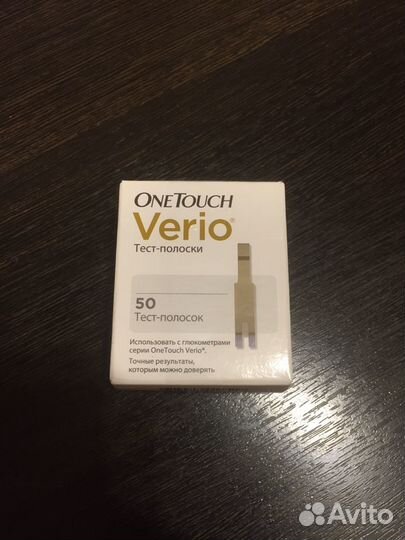 ONETOUCH
Verio®
Тест-полоски
50
Тест-полосок
Использовать с глюкометрами
серии OneTouch Verio®.
Точные результаты,
которым можно доверять
Avito